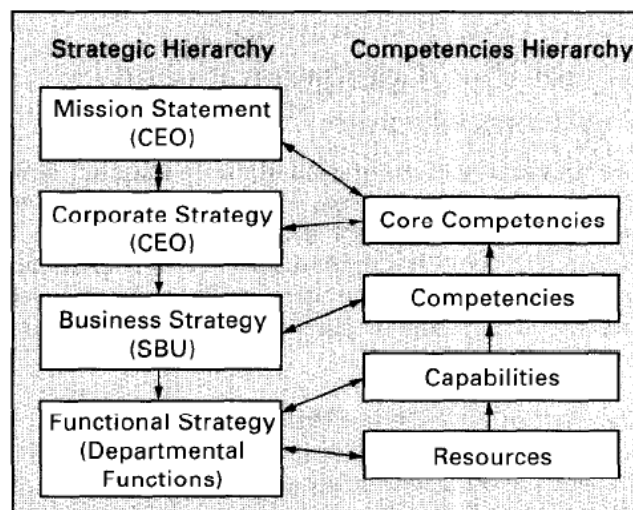 Strategic Hierarchy
Competencies Hierarchy
Mission Statement
(CEO)
Corporate Strategy
(CEO)
Core Competencies
Business Strategy
(SBU)
Competencies
Functional Strategy
(Departmental
Functions)
Capabilities
Resources